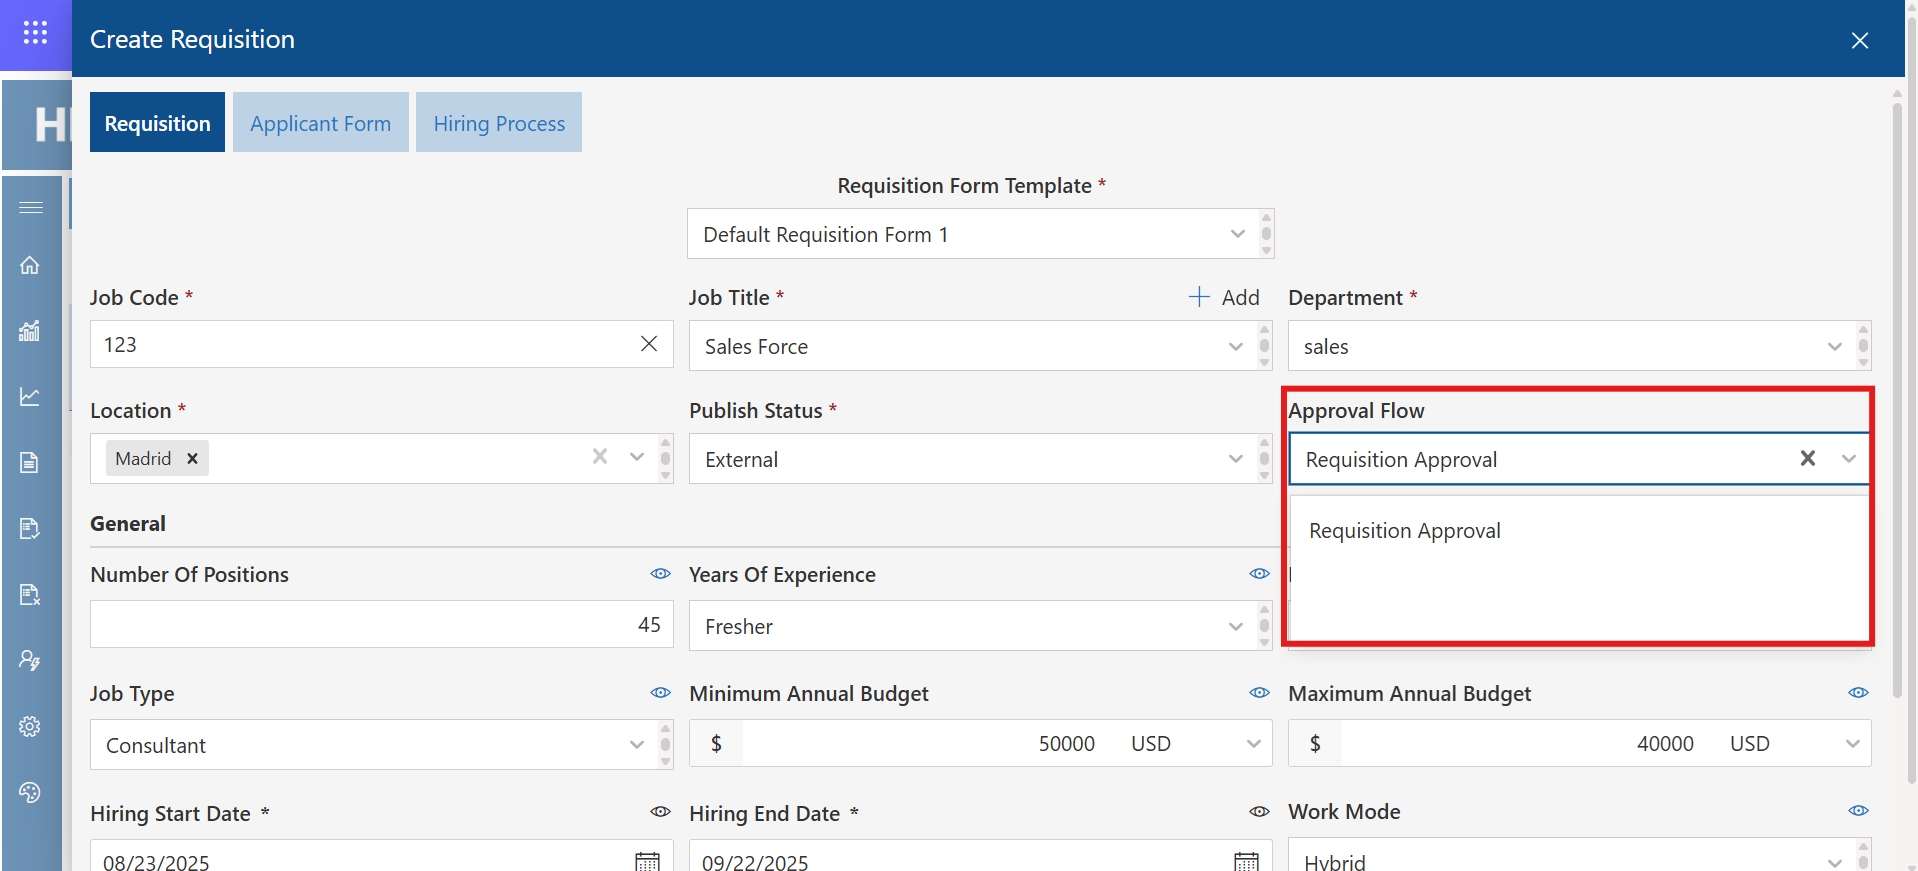 Create Requisition
Requisition Applicant Form Hiring Process
Requisition Form Template *
Default Requisition Form 1
Job Code * Job Title * Add Department *
123 Sales Force sales
Location * Publish Status * Approval Flow
Madrid External Requisition Approval
Requisition Approval
General
Number Of Positions Years Of Experience
45 Fresher
Job Type Minimum Annual Budget Maximum Annual Budget
Consultant $ 50000 USD $ 40000 USD
Hiring Start Date * Hiring End Date * Work Mode
08/23/2025 09/22/2025 Hybrid